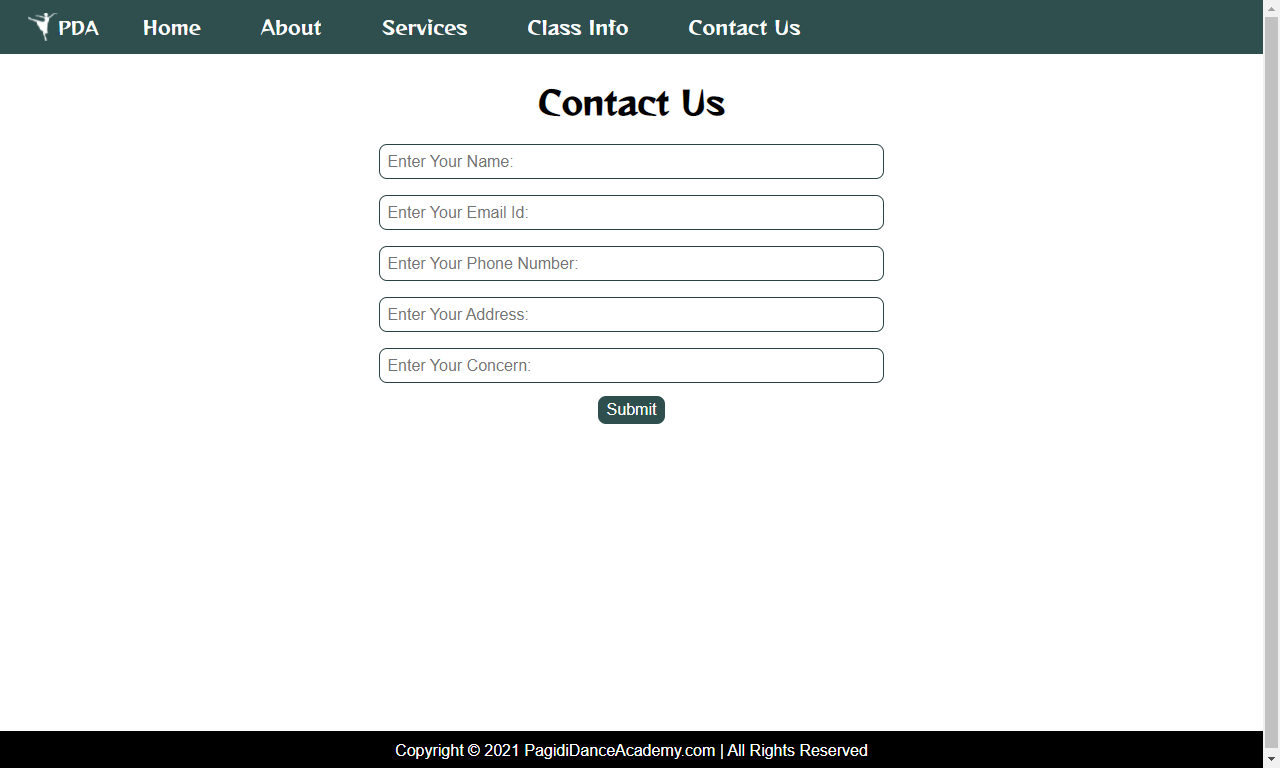 PDA Home About Services Class Info Contact Us
Contact Us
Enter Your Name:
Enter Your Email Id:
Enter Your Phone Number:
Enter Your Address:
Enter Your Concern:
Submit
Copyright © 2021 PagidiDanceAcademy.com | All Rights Reserved